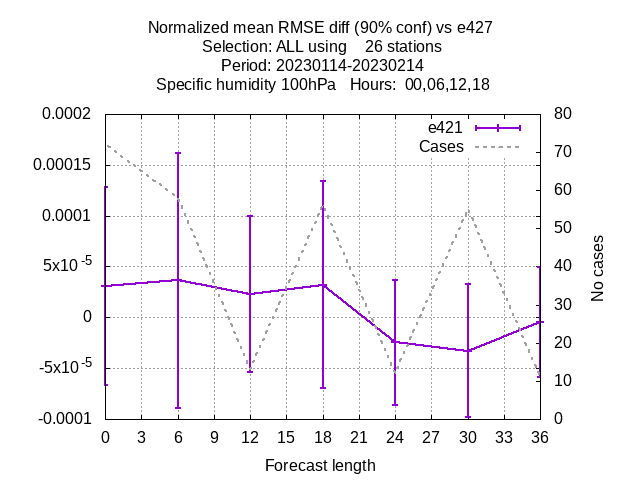 Normalized mean RMSE diff (90% conf) vs e427
Selection: ALL using    26 stations
Period: 20230114-20230214
Specific humidity 100hPa   Hours:  00,06,12,18
0.0002
0.00015
0.0001
5x10 -5
0
-5x10 -5
-0.0001
80
70
60
50
40
30
20
10
0
e421
Cases
No cases
0 3 6 9 12 15 18 21 24 27 30 33 36
Forecast length